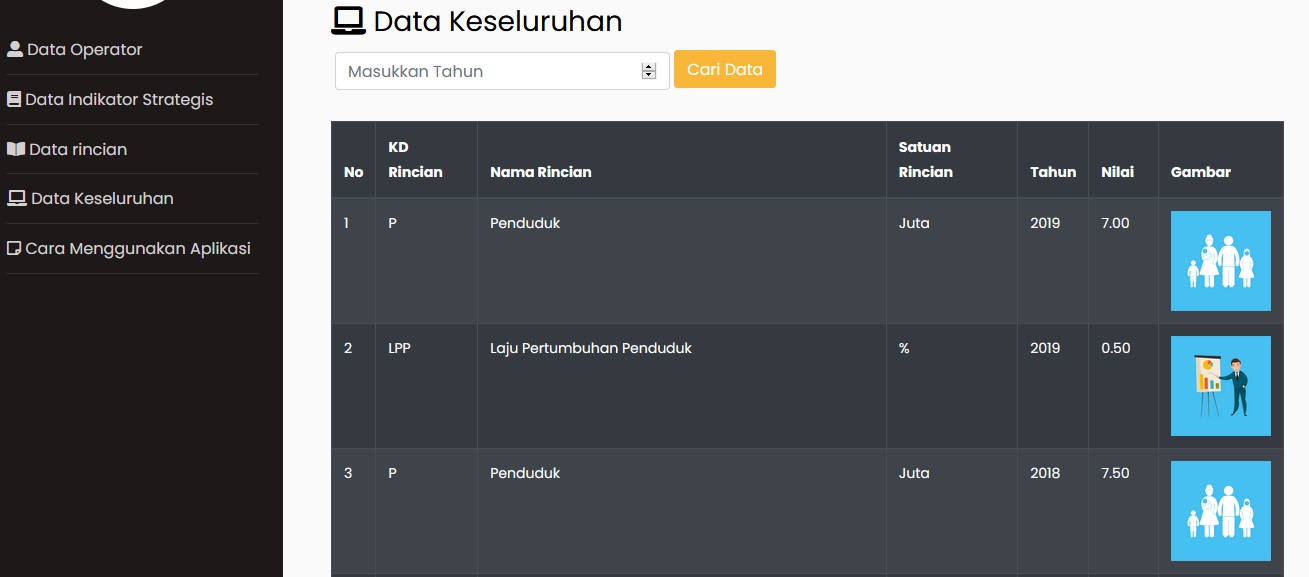 Data Operator
Data Indikator Strategis
Data rincian
Data Keseluruhan
Cara Menggunakan Aplikasi
Data Keseluruhan
Masukkan Tahun Cari Data
No KD Rincian Nama Rincian Satuan Rincian Tahun Nilai Gambar
1 P Penduduk Juta 2019 7.00
2 LPP Laju Pertumbuhan Penduduk % 2019 0.50
3 P Penduduk Juta 2018 7.50